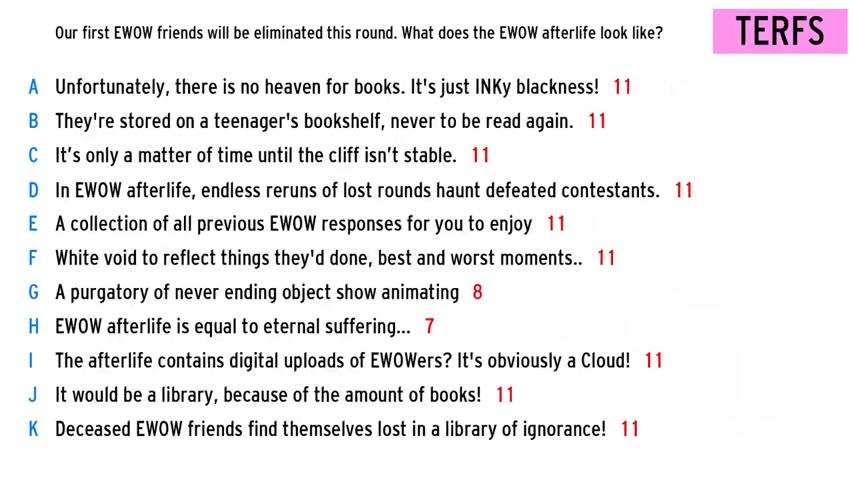 Our first EWOW friends will be eliminated this round. What does the EWOW afterlife look like?
TERFS
A Unfortunately, there is no heaven for books. It's just INKy blackness! 11
B They're stored on a teenager's bookshelf, never to be read again. 11
C It's only a matter of time until the cliff isn't stable. 11
D In EWOW afterlife, endless reruns of lost rounds haunt defeated contestants. 11
E A collection of all previous EWOW responses for you to enjoy 11
F White void to reflect things they'd done, best and worst moments.. 11
G A purgatory of never ending object show animating 8
H EWOW afterlife is equal to eternal suffering... 7
I The afterlife contains digital uploads of EWOWers? It's obviously a Cloud! 11
J It would be a library, because of the amount of books! 11
K Deceased EWOW friends find themselves lost in a library of ignorance! 11